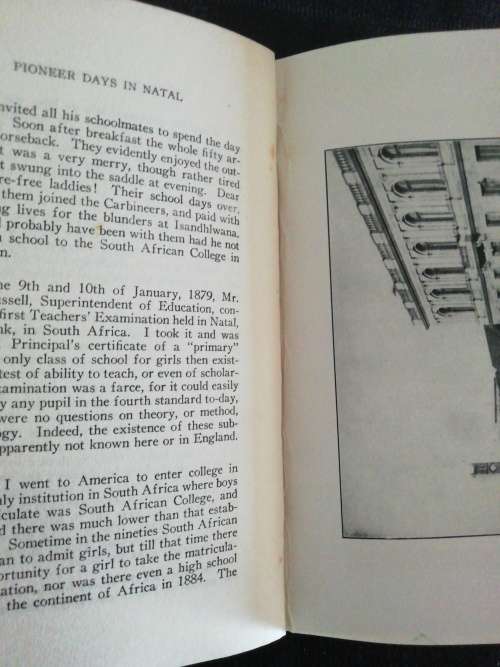 PIONEER DAYS IN NATAL
nvited all his schoolmates to spend the day
Soon after breakfast the whole fifty ar-
orseback. They evidently enjoyed the out-
t was a very merry, though rather tired
t swung into the saddle at evening. Dear
re-free laddies! Their school days over,
them joined the Carbineers, and paid with
ng lives for the blunders at Isandhlwana.
d probably have been with them had he not
n school to the South African College in
n.
ne 9th and 10th of January, 1879, Mr.
ussell, Superintendent of Education, con-
first Teachers' Examination held in Natal,
nk, in South Africa. I took it and was
Principal's certificate of a "primary"
only class of school for girls then exist-
test of ability to teach, or even of scholar-
xamination was a farce, for it could easily
y any pupil in the fourth standard to-day,
were no questions on theory, or method,
ogy. Indeed, the existence of these sub-
apparently not known here or in England.
I went to America to enter college in
nly institution in South Africa where boys
iculate was South African College, and
d there was much lower than that estab-
Sometime in the nineties South African
an to admit girls, but till that time there
ortunity for a girl to take the matricula-
ation, nor was there even a high school
the continent of Africa in 1884. The